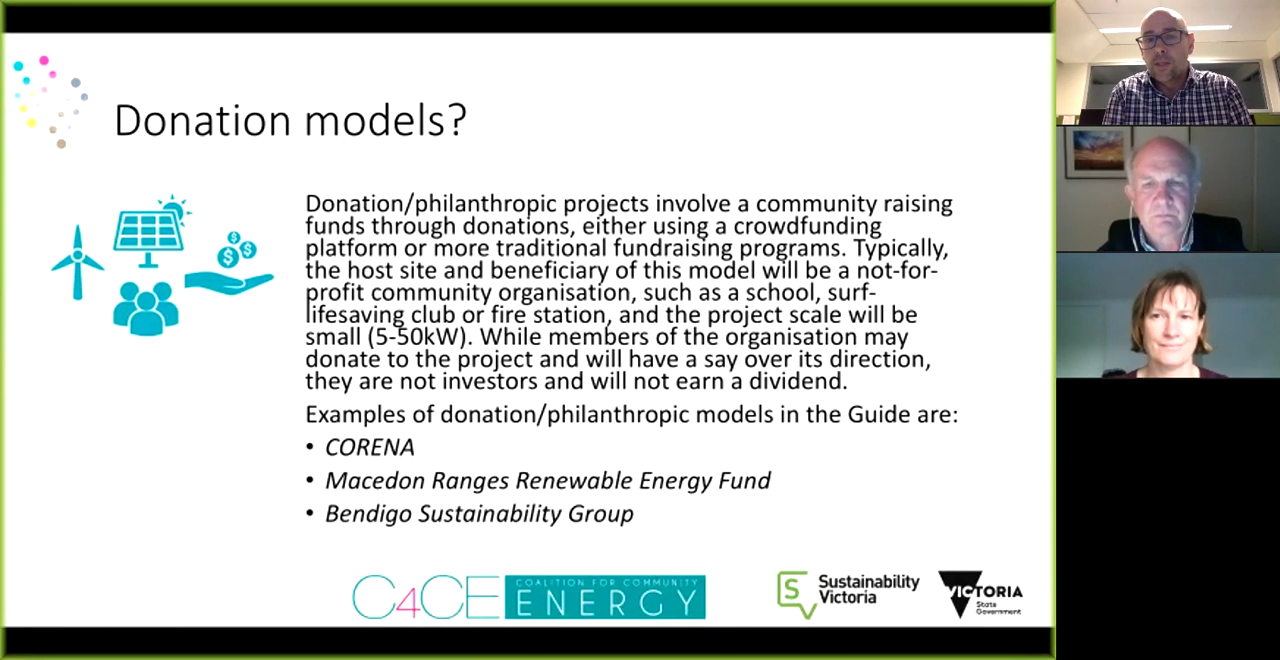 Donation models?
Donation/philanthropic projects involve a community raising
funds through donations, either using a crowdfunding
platform or more traditional fundraising programs. Typically,
the host site and beneficiary of this model will be a not-for-
profit community organisation, such as a school, surf-
lifesaving club or fire station, and the project scale will be
small (5-50kW). While members of the organisation may
donate to the project and will have a say over its direction,
they are not investors and will not earn a dividend.
Examples of donation/philanthropic models in the Guide are:
• CORENA
• Macedon Ranges Renewable Energy Fund
• Bendigo Sustainability Group
C4CE
COALITION FOR COMMUNITY
ENERGY
S
Sustainability
Victoria
VICTORIA
State
Government
$
$
$